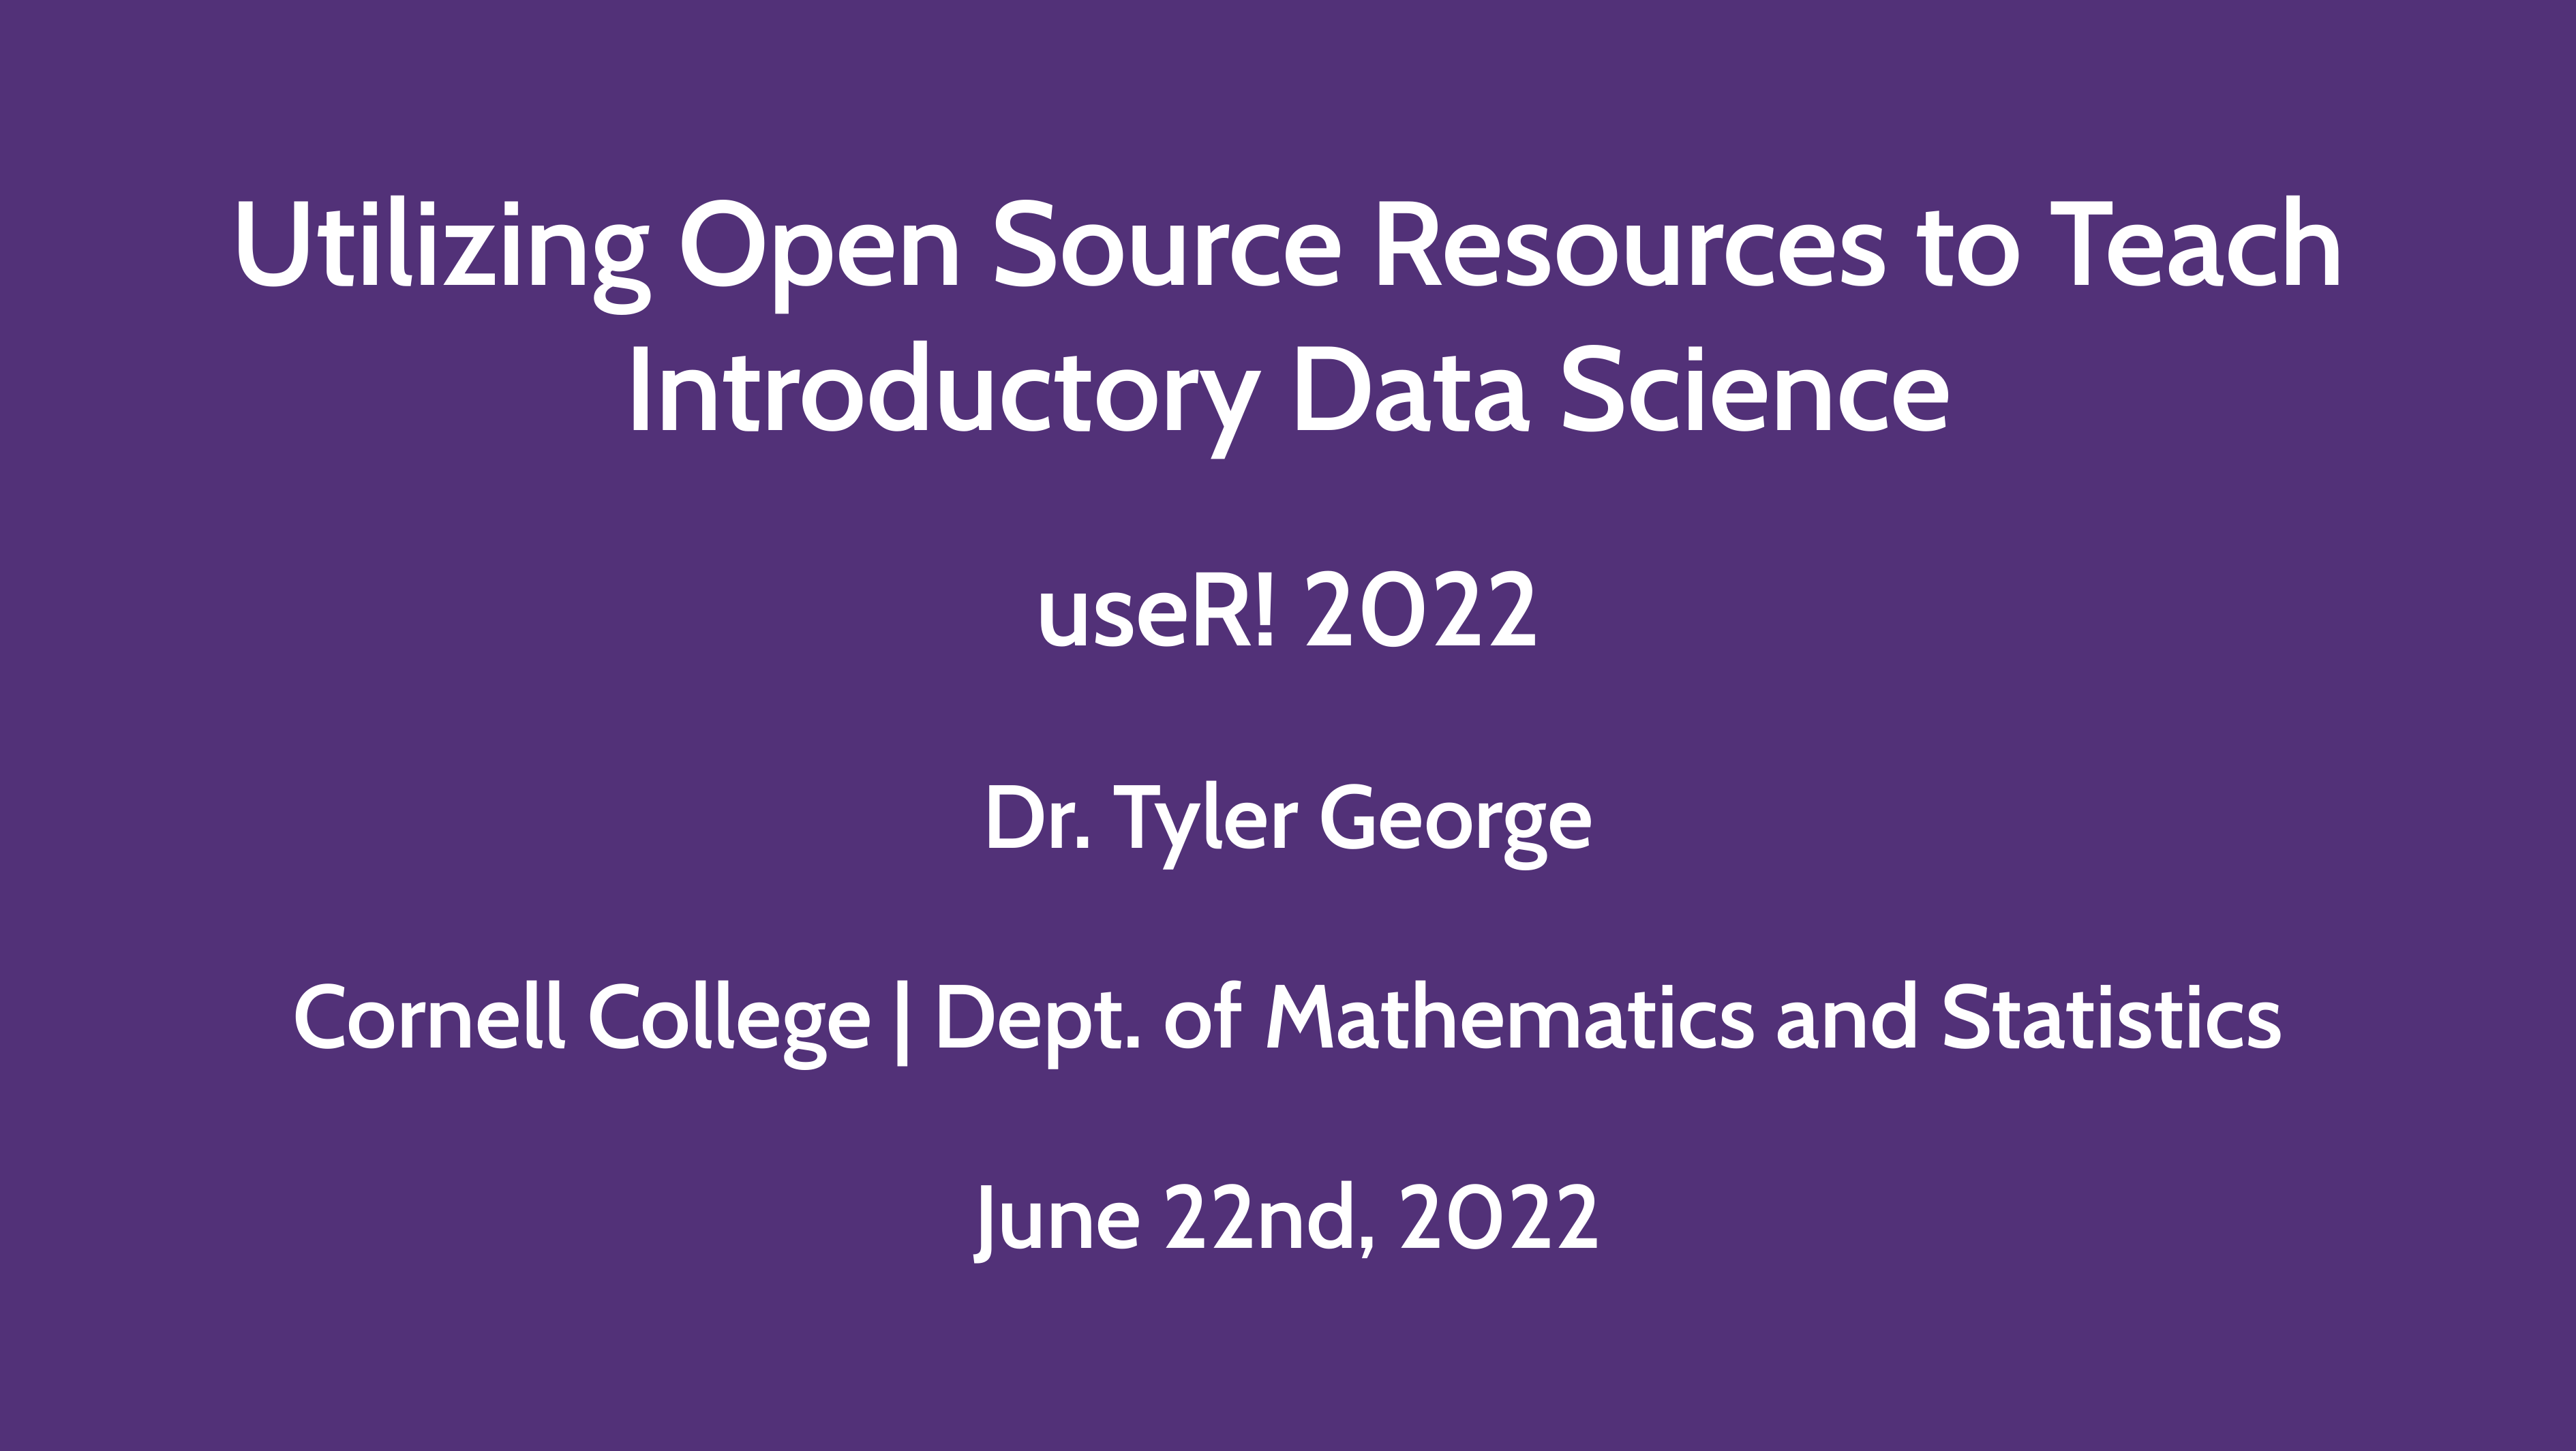 Utilizing Open Source Resources to Teach
Introductory Data Science
useR! 2022
Dr. Tyler George
Cornell College | Dept. of Mathematics and Statistics
June 22nd, 2022